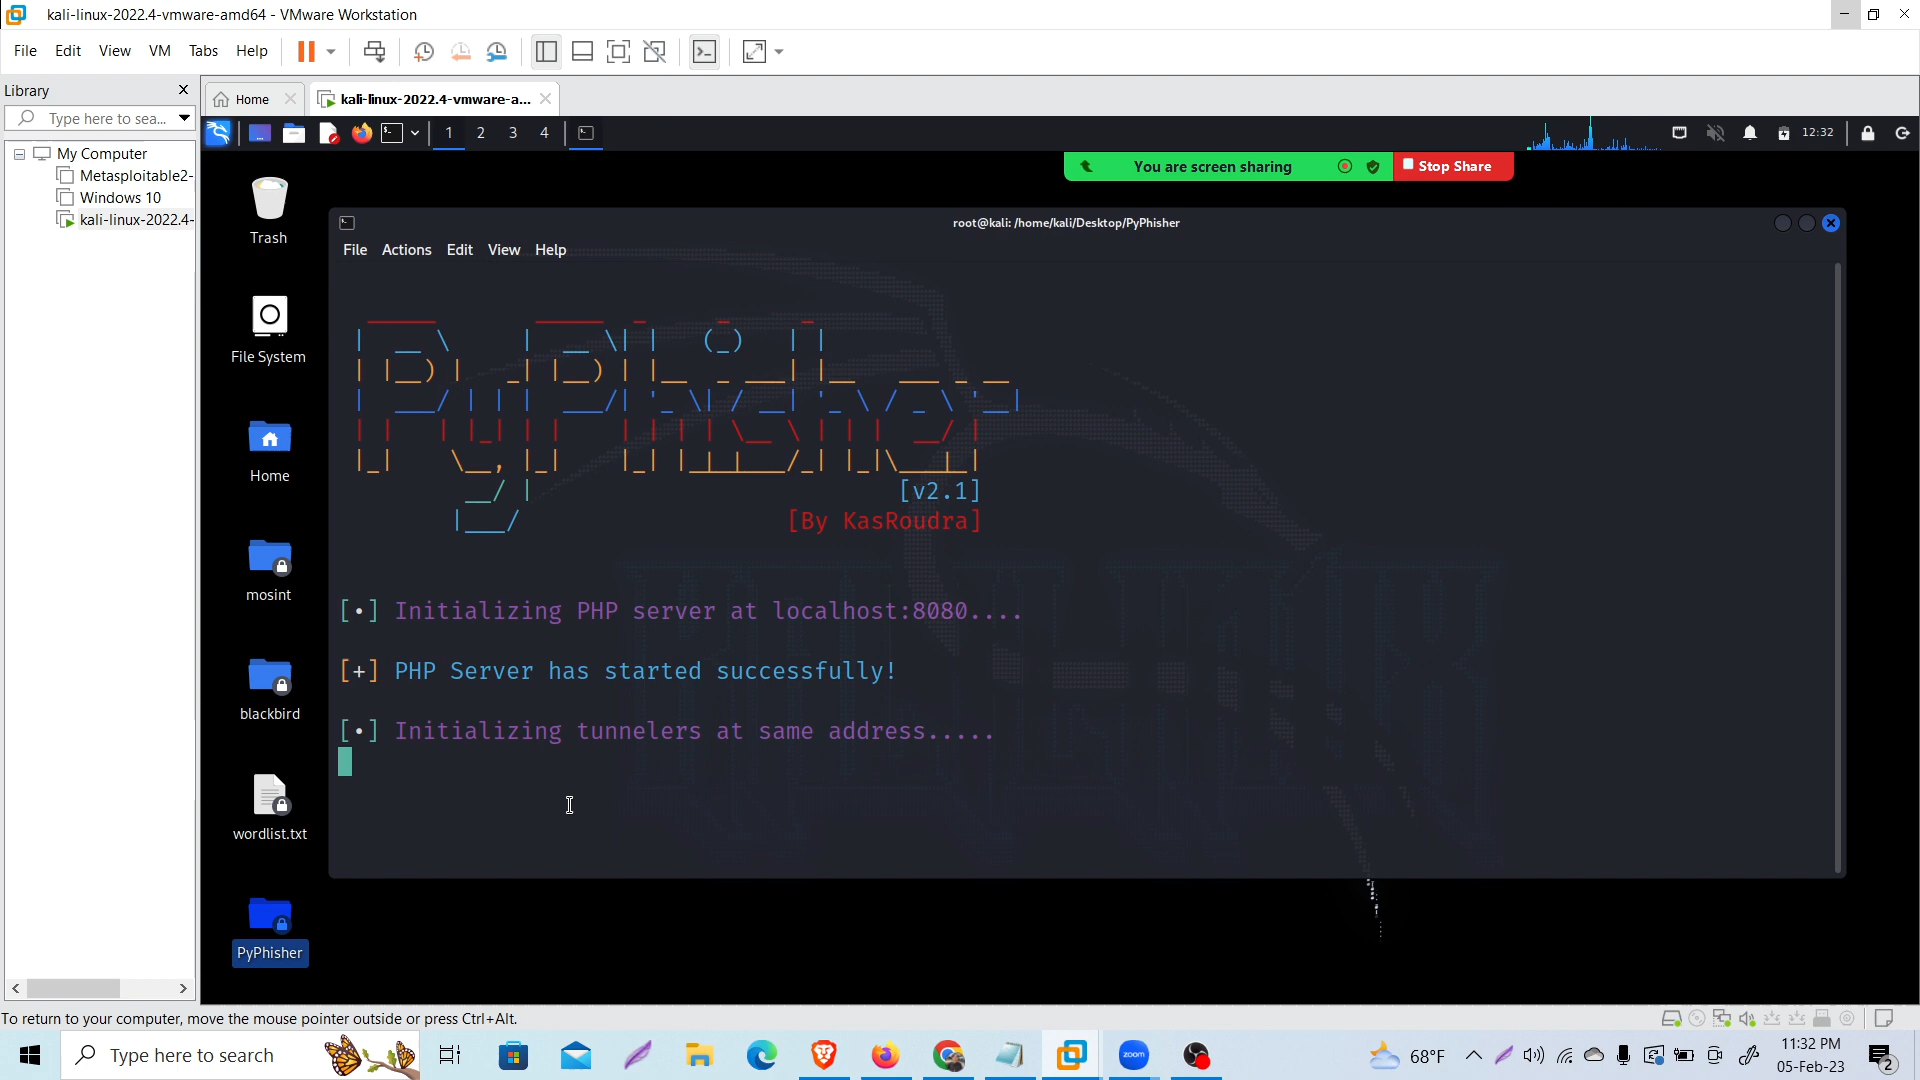 kali-linux-2022.4-vmware-amd64 - VMware Workstation
File Edit View VM Tabs Help
Library
Type here to sea...
Home
kali-linux-2022.4-vmware-a...
1 2 3 4
12:32
My Computer
Metasploitable2-
Windows 10
kali-linux-2022.4-
You are screen sharing
Stop Share
Trash
File System
Home
mosint
blackbird
wordlist.txt
PyPhisher
root@kali: /home/kali/Desktop/PyPhisher
File Actions Edit View Help
PyPhisher
[v2.1]
[By KasRoudra]
[•] Initializing PHP server at localhost:8080....
[+] PHP Server has started successfully!
[•] Initializing tunnelers at same address.....
To return to your computer, move the mouse pointer outside or press Ctrl+Alt.
Type here to search
zoom
68°F
11:32 PM
05-Feb-23
2